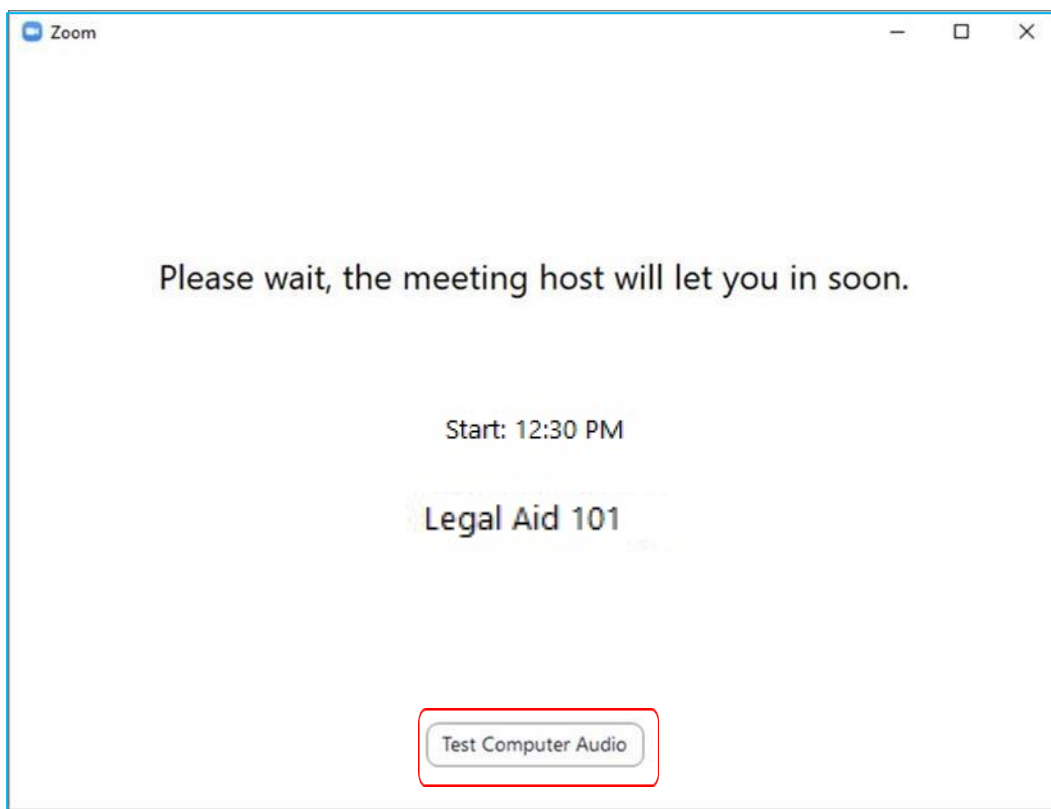 Zoom
Please wait, the meeting host will let you in soon.
Start: 12:30 PM
Legal Aid 101
Test Computer Audio